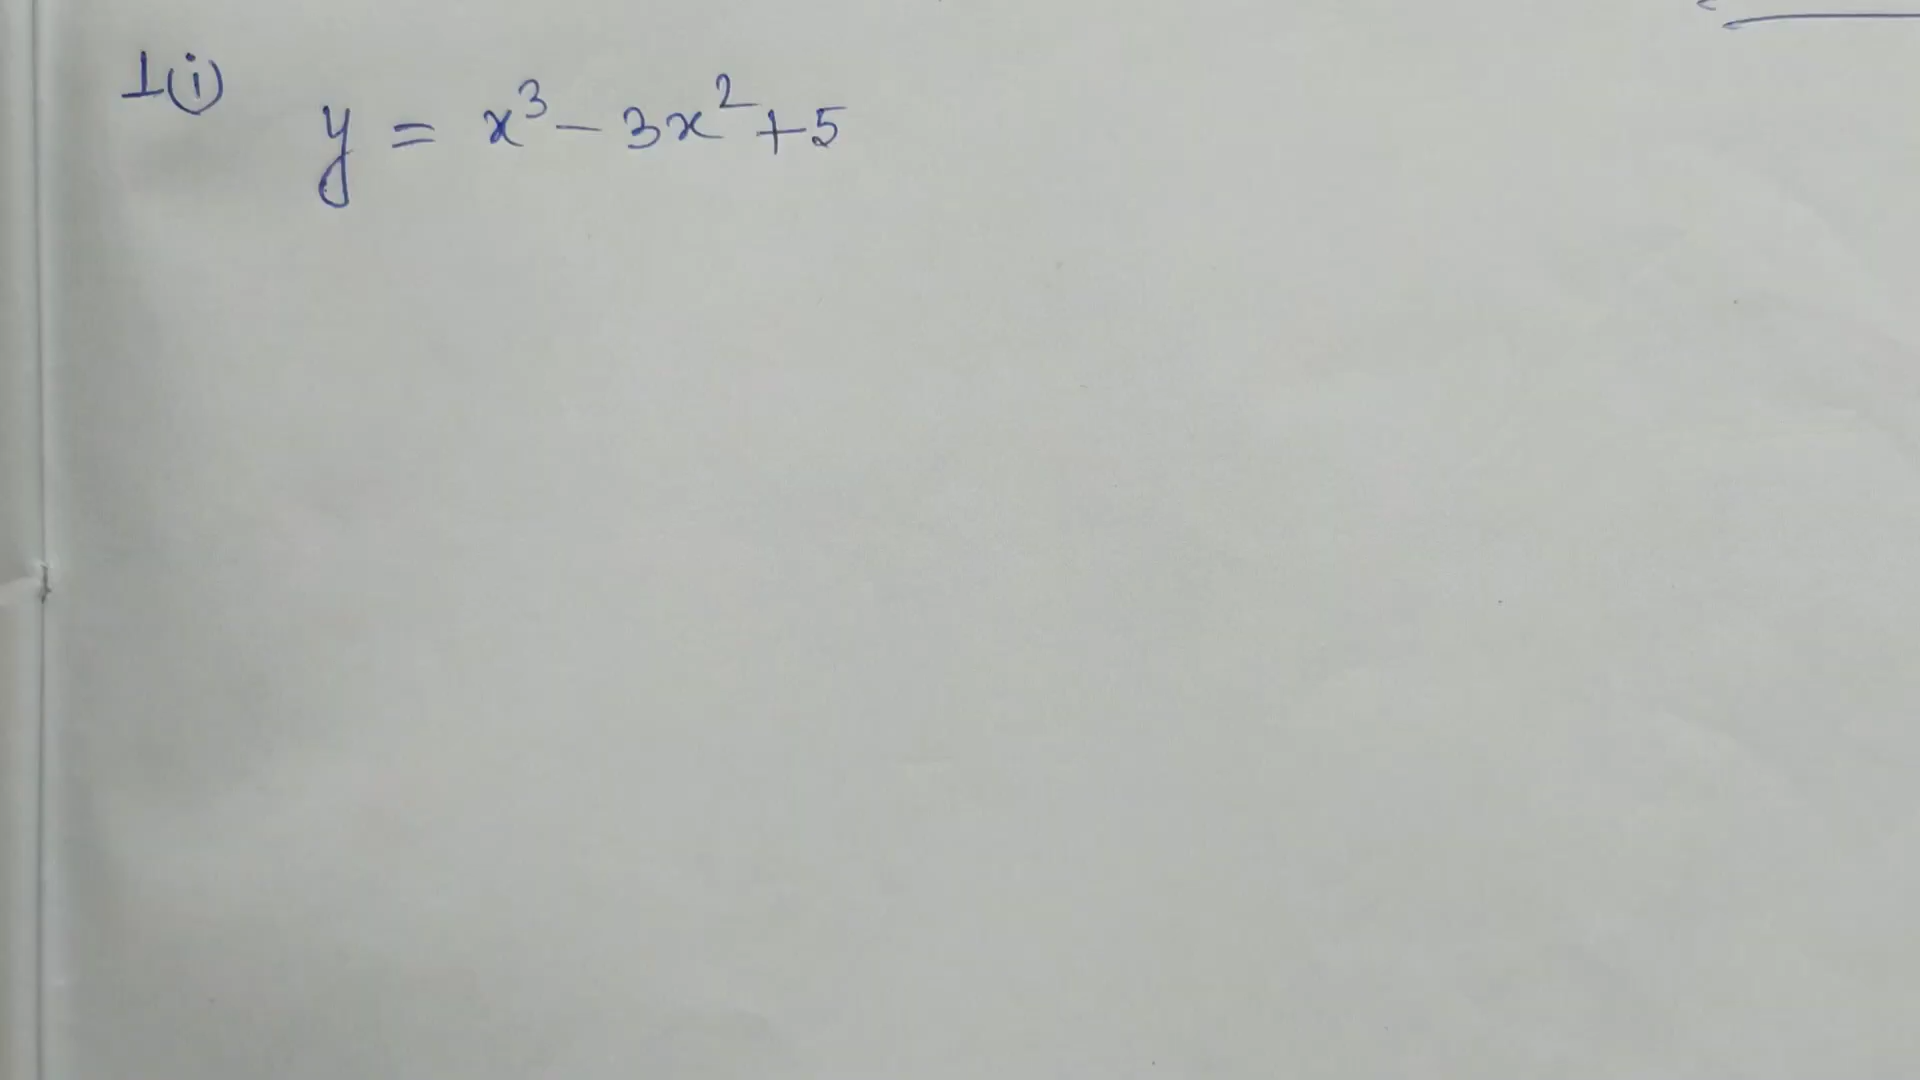 1(i)
y = x³ - 3x² + 5